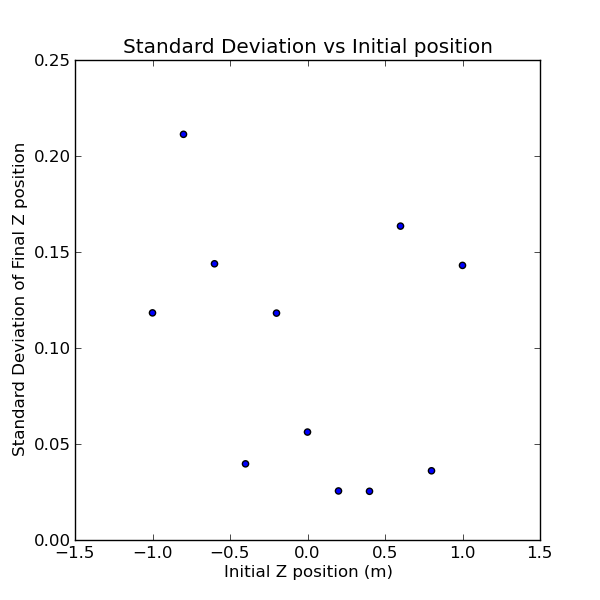 Standard Deviation vs Initial position
0.25
0.20
0.15
0.10
0.05
0.00
Standard Deviation of Final Z position
−1.5 −1.0 −0.5 0.0 0.5 1.0 1.5
Initial Z position (m)